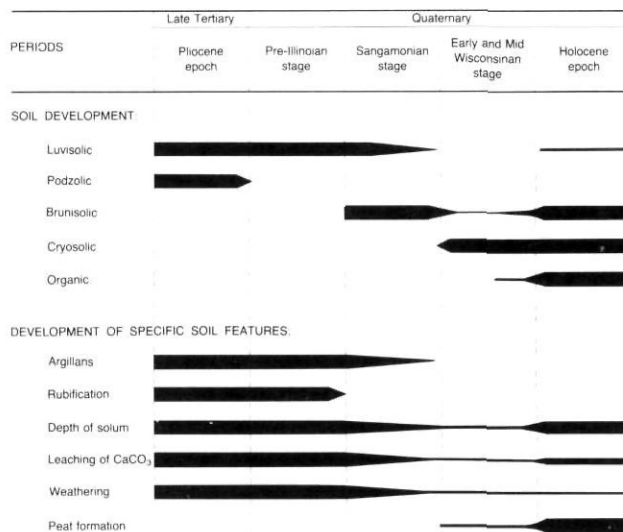 Late Tertiary Quaternary
PERIODS
Pliocene epoch
Pre-Illinoian stage
Sangamonian stage
Early and Mid Wisconsinan stage
Holocene epoch
SOIL DEVELOPMENT:
Luvisolic
Podzolic
Brunisolic
Cryosolic
Organic
DEVELOPMENT OF SPECIFIC SOIL FEATURES:
Argillans
Rubification
Depth of solum
Leaching of CaCO₃
Weathering
Peat formation